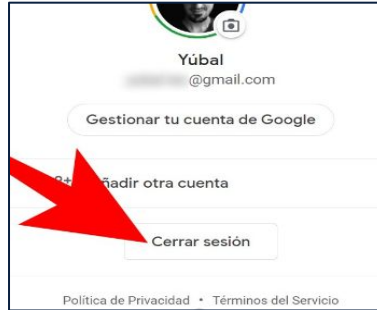 Yúbal
@gmail.com
Gestionar tu cuenta de Google
ñadir otra cuenta
Cerrar sesión
Política de Privacidad • Términos del Servicio